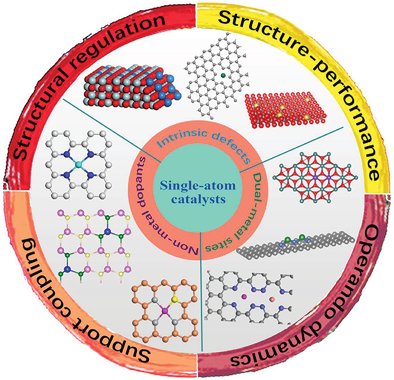 Structural regulation
Structure-performance
Intrinsic defects
Non-metal dopants
Dual-metal sites
Single-atom
catalysts
Support coupling
Operando dynamics